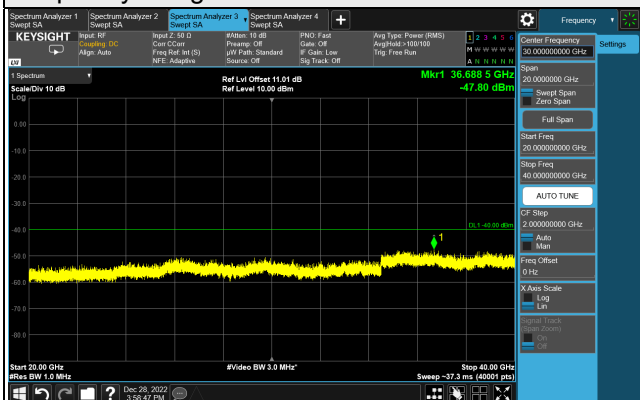 Spectrum Analyzer 1
Swept SA
Spectrum Analyzer 2
Swept SA
Spectrum Analyzer 3
Swept SA
Spectrum Analyzer 4
Swept SA
+
Frequency
KEYSIGHT
Input: RF
Coupling: DC
Align: Auto
Input Z: 50 Ω
Corr CCorr
Freq Ref: Int (S)
NFE: Adaptive
#Atten: 10 dB
Preamp: Off
µW Path: Standard
Source: Off
PNO: Fast
Gate: Off
IF Gain: Low
Sig Track: Off
Avg Type: Power (RMS)
Avg|Hold:>100/100
Trig: Free Run
1 2 3 4 5 6
M W W W W W
A N N N N N
LXI
1 Spectrum
Scale/Div 10 dB
Ref Lvl Offset 11.01 dB
Ref Level 10.00 dBm
Mkr1 36.688 5 GHz
-47.80 dBm
Log
0.00
-10.0
-20.0
-30.0
-40.0
-50.0
-60.0
-70.0
-80.0
DL1 -40.00 dBm
1
Start 20.00 GHz
#Res BW 1.0 MHz
#Video BW 3.0 MHz*
Stop 40.00 GHz
Sweep ~37.3 ms (40001 pts)
Dec 28, 2022
3:58:47 PM
Center Frequency
30.000000000 GHz
Settings
Span
20.0000000 GHz
Swept Span
Zero Span
Full Span
Start Freq
20.000000000 GHz
Stop Freq
40.000000000 GHz
AUTO TUNE
CF Step
2.000000000 GHz
Auto
Man
Freq Offset
0 Hz
X Axis Scale
Log
Lin
Signal Track
(Span Zoom)
On
Off